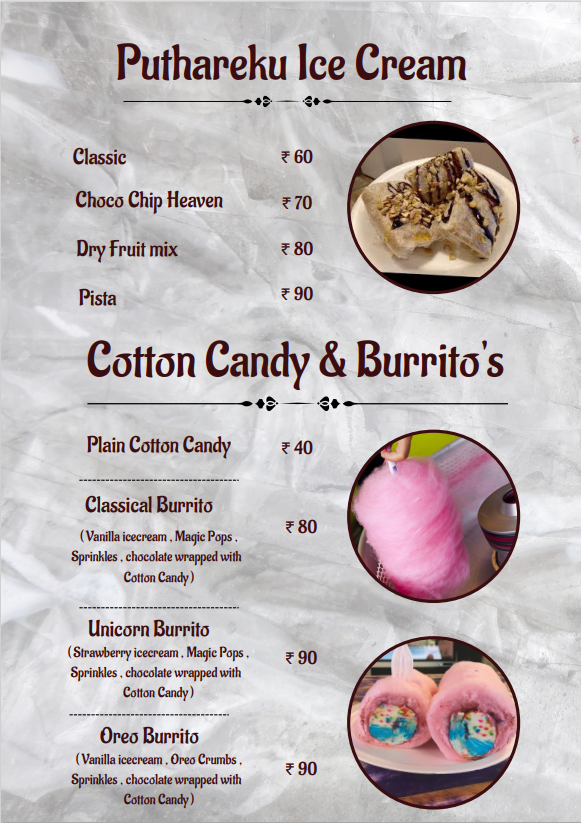 Puthareku Ice Cream
Classic ₹ 60
Choco Chip Heaven ₹ 70
Dry Fruit mix ₹ 80
Pista ₹ 90
Cotton Candy & Burrito's
Plain Cotton Candy ₹ 40
Classical Burrito
₹ 80
( Vanilla icecream , Magic Pops ,
Sprinkles , chocolate wrapped with
Cotton Candy )
Unicorn Burrito
( Strawberry icecream , Magic Pops ,
₹ 90
Sprinkles , chocolate wrapped with
Cotton Candy )
Oreo Burrito
( Vanilla icecream , Oreo Crumbs ,
₹ 90
Sprinkles , chocolate wrapped with
Cotton Candy )